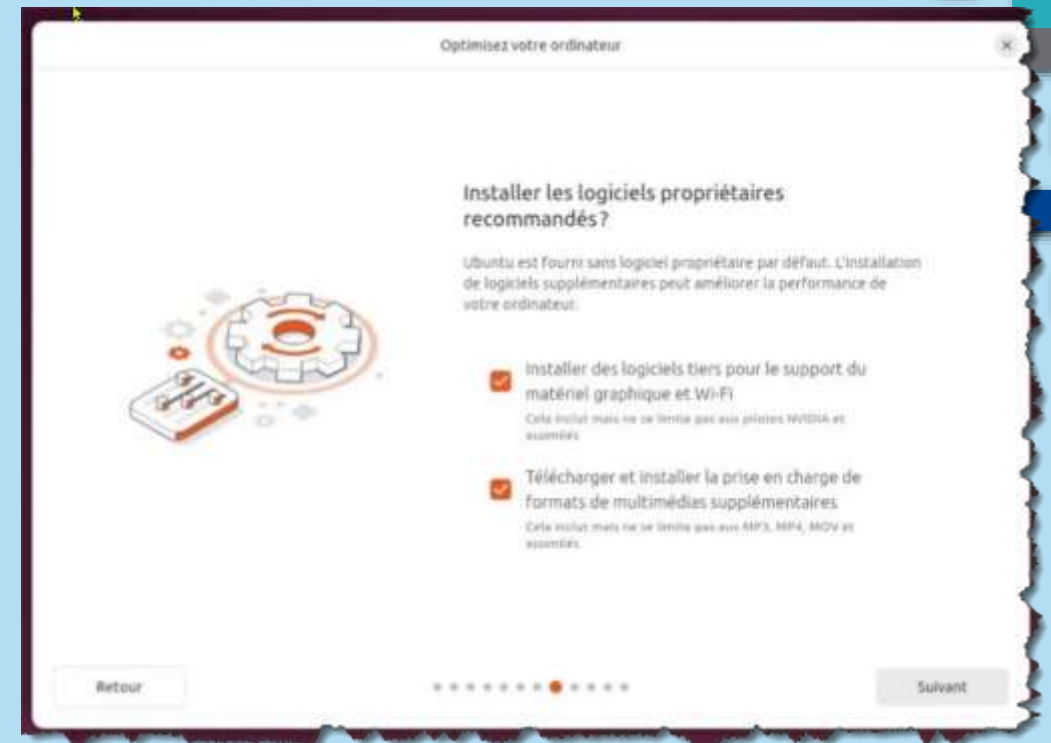 Optimisez votre ordinateur
Installer les logiciels propriétaires
recommandés?
Ubuntu est fourni sans logiciel propriétaire par défaut. L'installation
de logiciels supplémentaires peut améliorer la performance de
votre ordinateur.
Installer des logiciels tiers pour le support du
matériel graphique et Wi-Fi
Cela inclut mais ne se limite pas aux pilotes NVIDIA et
assimilés.
Télécharger et installer la prise en charge de
formats de multimédias supplémentaires
Cela inclut mais ne se limite pas aux MP3, MP4, MOV et
assimilés.
Retour
Suivant